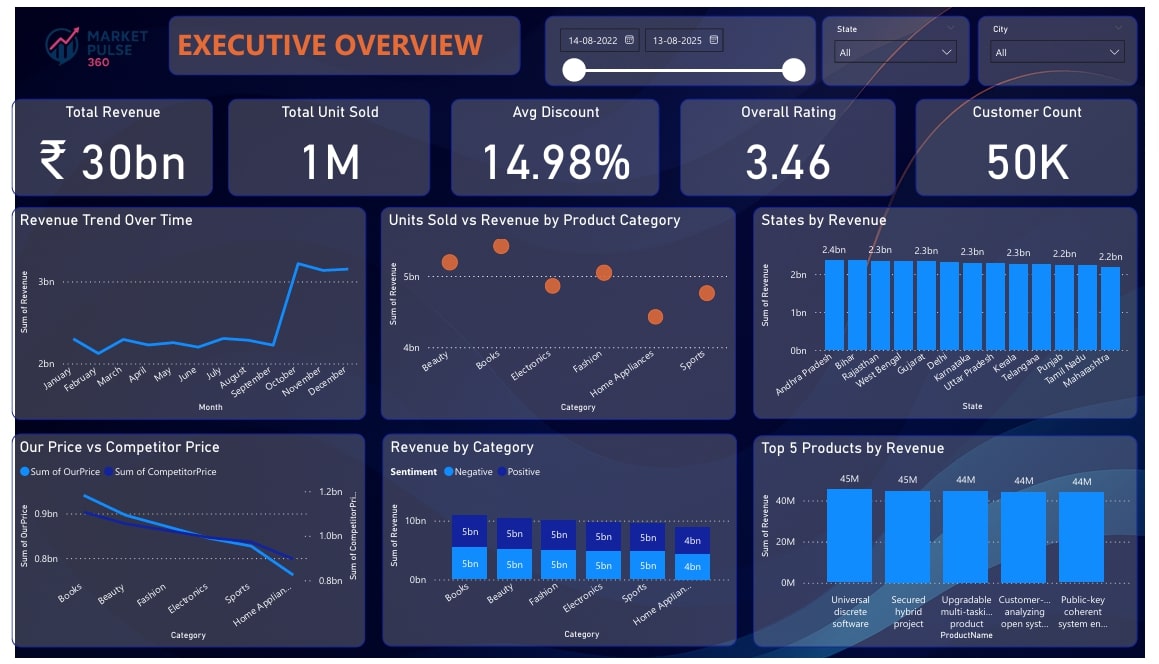 MARKET
PULSE
360
EXECUTIVE OVERVIEW
14-08-2022
13-08-2025
State
All
City
All
Total Revenue
₹ 30bn
Total Unit Sold
1M
Avg Discount
14.98%
Overall Rating
3.46
Customer Count
50K
Revenue Trend Over Time
Sum of Revenue
3bn
2bn
January
February
March
April
May
June
July
August
September
October
November
December
Month
Units Sold vs Revenue by Product Category
Sum of Revenue
5bn
4bn
Beauty
Books
Electronics
Fashion
Home Appliances
Sports
Category
States by Revenue
Sum of Revenue
2bn
1bn
0bn
2.4bn
2.3bn
2.3bn
2.3bn
2.3bn
2.2bn
2.2bn
Andhra Pradesh
Bihar
Rajasthan
West Bengal
Gujarat
Delhi
Karnataka
Uttar Pradesh
Kerala
Telangana
Punjab
Tamil Nadu
Maharashtra
State
Our Price vs Competitor Price
Sum of OurPrice
Sum of CompetitorPrice
Sum of OurPrice
0.9bn
0.8bn
1.2bn
1.0bn
0.8bn
Sum of CompetitorPri...
Books
Beauty
Fashion
Electronics
Sports
Home Applian...
Category
Revenue by Category
Sentiment Negative Positive
Sum of Revenue
10bn
0bn
5bn 5bn 5bn 5bn 5bn 4bn
5bn 5bn 5bn 5bn 5bn 4bn
Books
Beauty
Fashion
Electronics
Sports
Home Applian...
Category
Top 5 Products by Revenue
Sum of Revenue
40M
20M
0M
45M 45M 44M 44M 44M
Universal
discrete
software
Secured
hybrid
project
Upgradable
multi-taski...
product
Customer-...
analyzing
open syst...
Public-key
coherent
system en...
ProductName